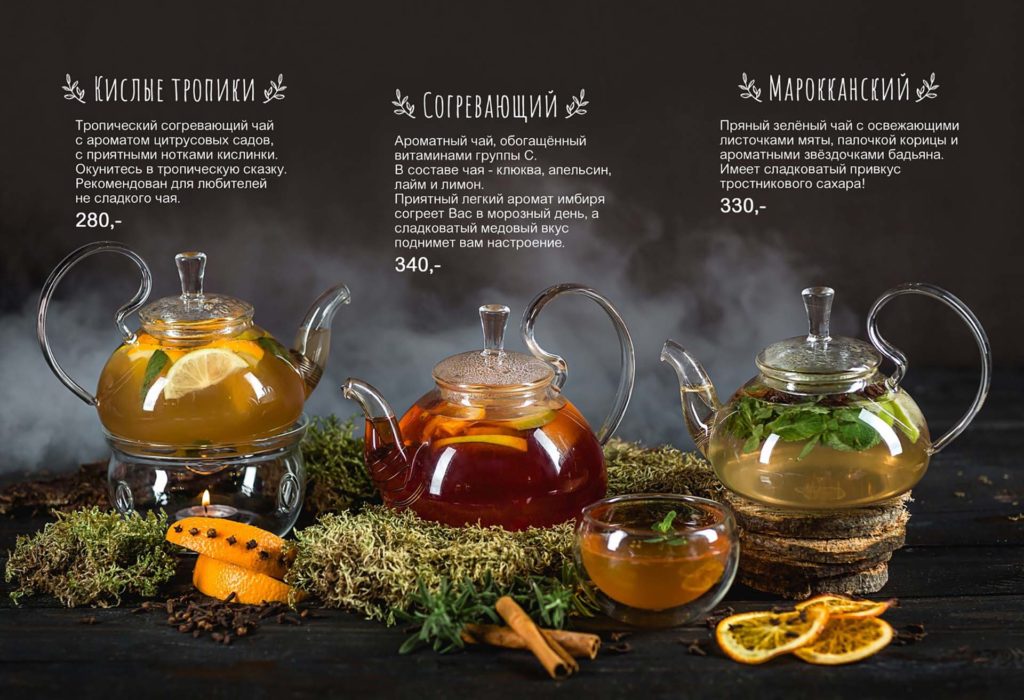 Кислые тропики
Тропический согревающий чай
с ароматом цитрусовых садов,
с приятными нотками кислинки.
Окунитесь в тропическую сказку.
Рекомендован для любителей
не сладкого чая.
280,-
Согревающий
Ароматный чай, обогащённый
витаминами группы С.
В составе чая - клюква, апельсин,
лайм и лимон.
Приятный легкий аромат имбиря
согреет Вас в морозный день, а
сладковатый медовый вкус
поднимет вам настроение.
340,-
Марокканский
Пряный зелёный чай с освежающими
листочками мяты, палочкой корицы и
ароматными звёздочками бадьяна.
Имеет сладковатый привкус
тростникового сахара!
330,-